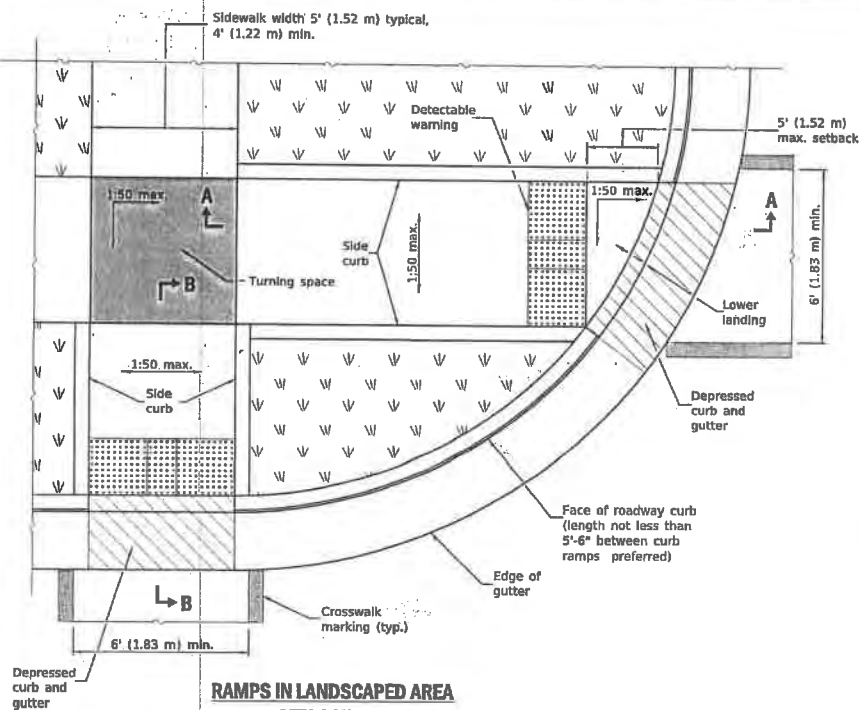 Sidewalk width 5' (1.52 m) typical,
4' (1.22 m) min.
Detectable
warning
5' (1.52 m)
max. setback
1:50 max.
A
1:50 max.
A
Side
curb
1:50 max.
6' (1.83 m) min.
B
Turning space
Lower
landing
1:50 max.
Side
curb
Depressed
curb and
gutter
Face of roadway curb
(length not less than
5'-6" between curb
ramps preferred)
Edge of
gutter
B
Crosswalk
marking (typ.)
6' (1.83 m) min.
Depressed
curb and
gutter
RAMPS IN LANDSCAPED AREA